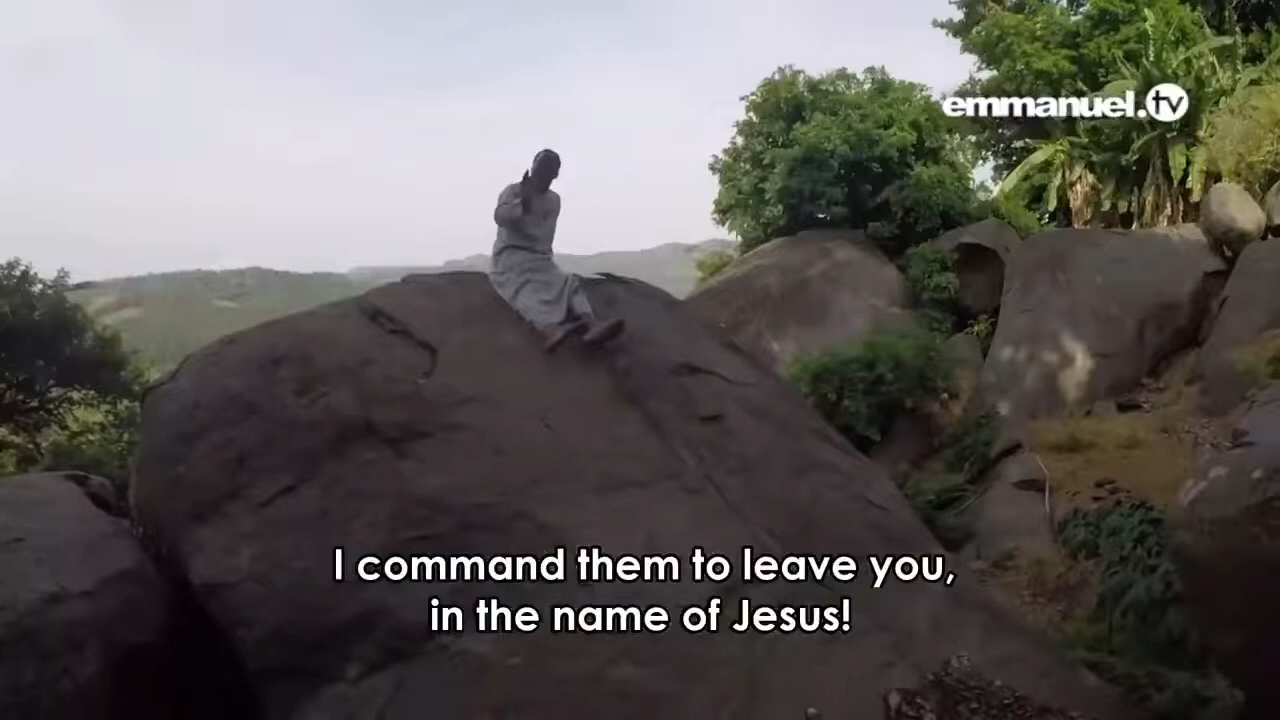 emmanuel.tv
I command them to leave you,
in the name of Jesus!